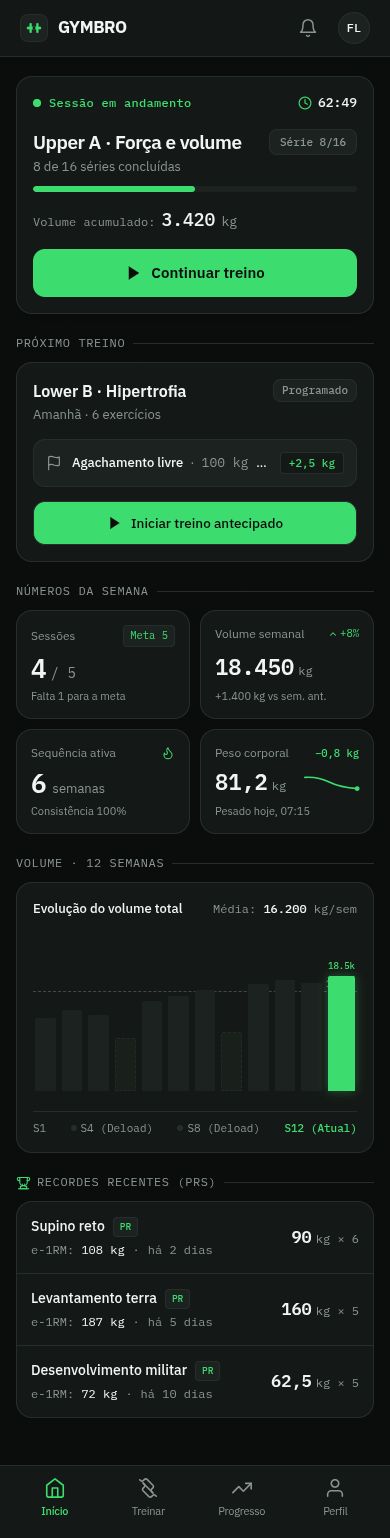 GYMBRO
FL
Sessão em andamento 62:49
Upper A · Força e volume Série 8/16
8 de 16 séries concluídas
Volume acumulado: 3.420 kg
Continuar treino
PRÓXIMO TREINO
Lower B · Hipertrofia Programado
Amanhã · 6 exercícios
Agachamento livre · 100 kg ... +2,5 kg
Iniciar treino antecipado
NÚMEROS DA SEMANA
Sessões Meta 5
4 / 5
Falta 1 para a meta
Volume semanal +8%
18.450 kg
+1.400 kg vs sem. ant.
Sequência ativa
6 semanas
Consistência 100%
Peso corporal −0,8 kg
81,2 kg
Pesado hoje, 07:15
VOLUME · 12 SEMANAS
Evolução do volume total Média: 16.200 kg/sem
18.5k
S1 S4 (Deload) S8 (Deload) S12 (Atual)
RECORDES RECENTES (PRS)
Supino reto PR
e-1RM: 108 kg · há 2 dias
90 kg × 6
Levantamento terra PR
e-1RM: 187 kg · há 5 dias
160 kg × 5
Desenvolvimento militar PR
e-1RM: 72 kg · há 10 dias
62,5 kg × 5
Início Treinar Progresso Perfil